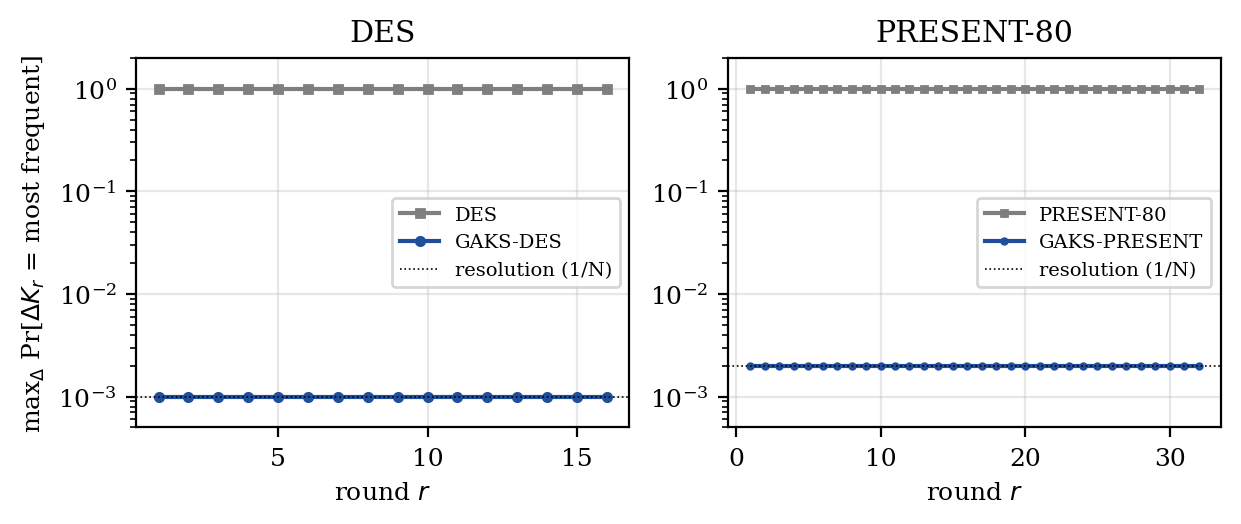 DES
max_Δ Pr[ΔK_r = most frequent]
10^0
10^-1
10^-2
10^-3
DES
GAKS-DES
resolution (1/N)
5 10 15
round r
PRESENT-80
10^0
10^-1
10^-2
10^-3
PRESENT-80
GAKS-PRESENT
resolution (1/N)
0 10 20 30
round r